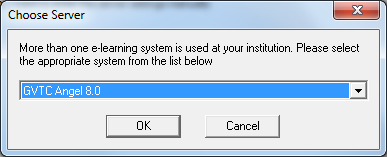 Choose Server
More than one e-learning system is used at your institution. Please select
the appropriate system from the list below
GVTC Angel 8.0
OK
Cancel